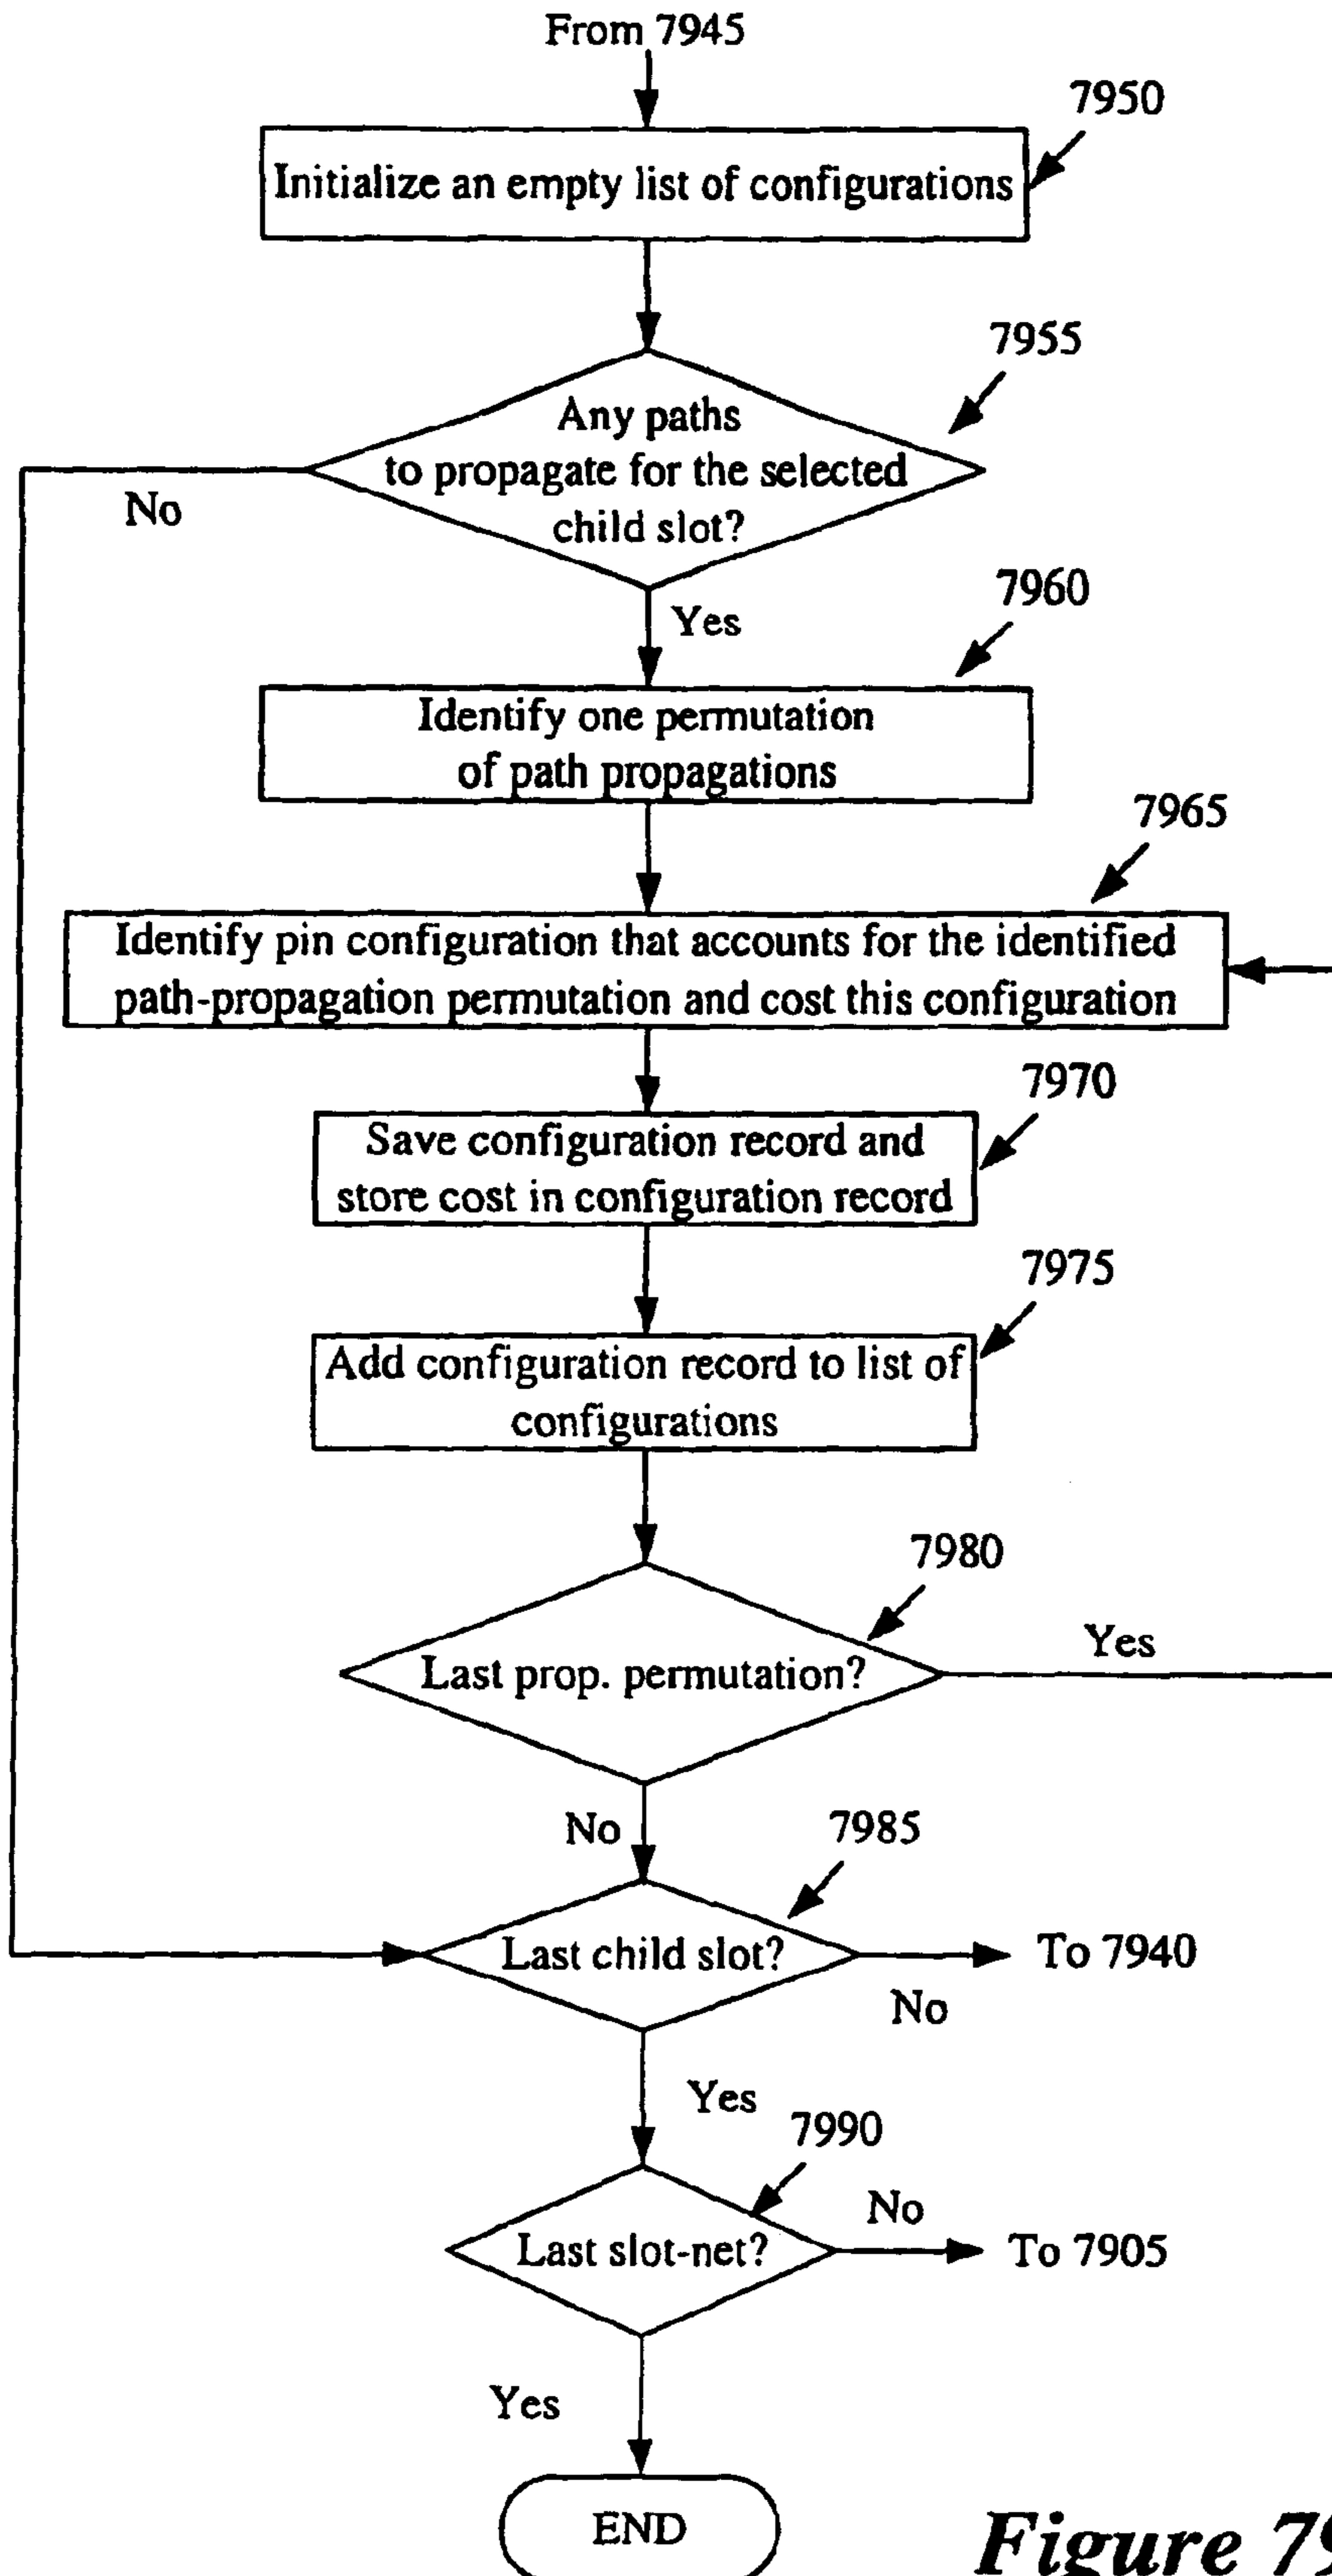 From 7945
7950
Initialize an empty list of configurations
7955
Any paths
to propagate for the selected
child slot?
No
7960
Yes
Identify one permutation
of path propagations
7965
Identify pin configuration that accounts for the identified
path-propagation permutation and cost this configuration
7970
Save configuration record and
store cost in configuration record
7975
Add configuration record to list of
configurations
7980
Last prop. permutation?
Yes
No
7985
Last child slot?
To 7940
No
Yes
7990
Last slot-net?
No
To 7905
Yes
END
Figure 79